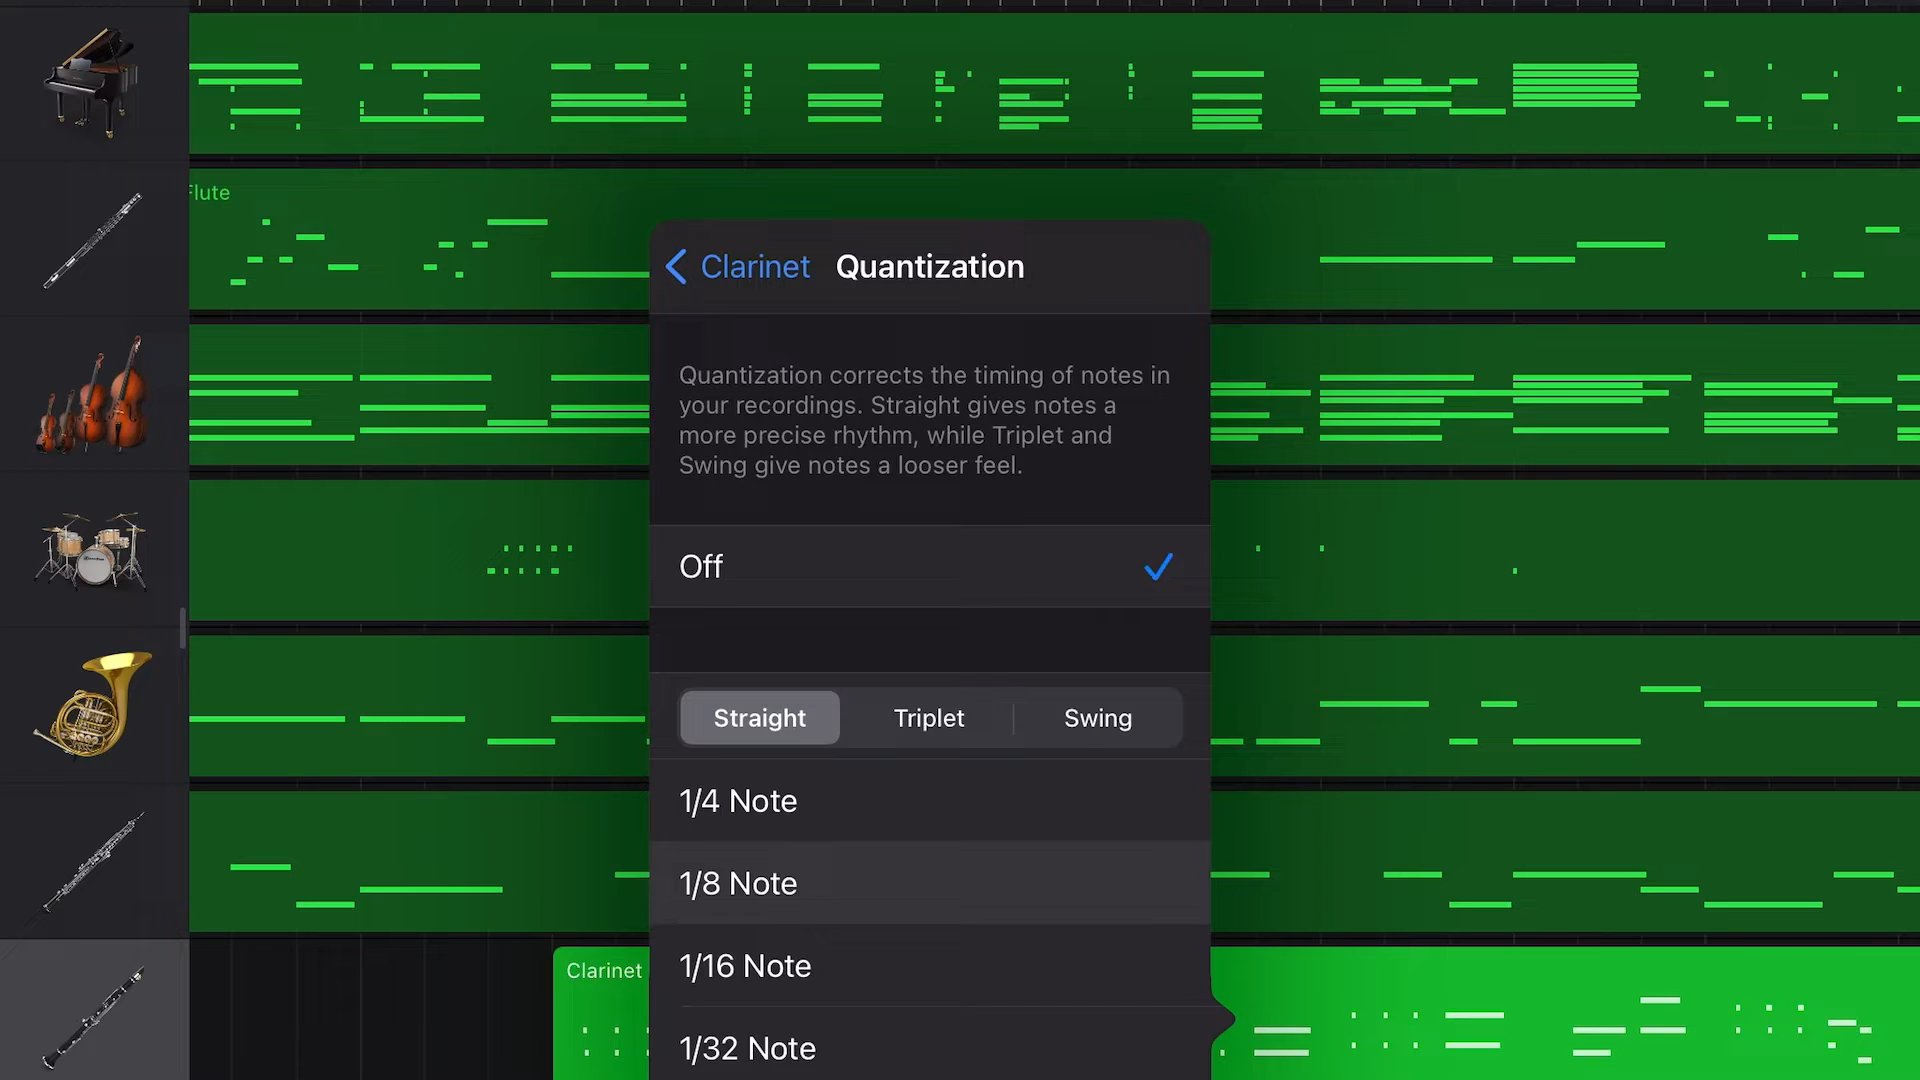 Flute
Clarinet Quantization
Quantization corrects the timing of notes in
your recordings. Straight gives notes a
more precise rhythm, while Triplet and
Swing give notes a looser feel.
Off
Straight Triplet Swing
1/4 Note
1/8 Note
1/16 Note
1/32 Note
Clarinet